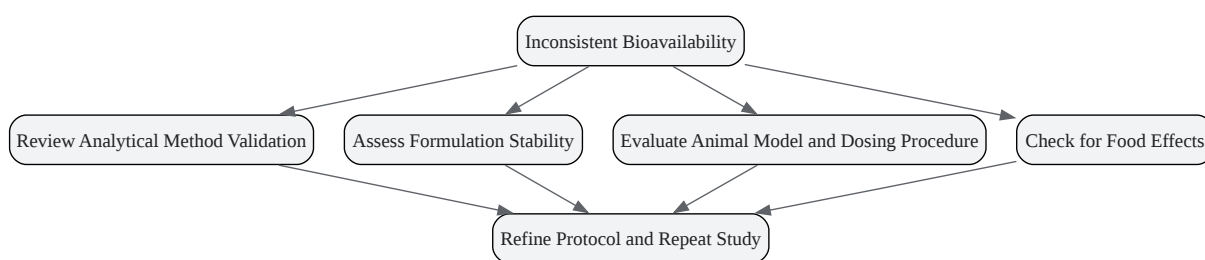 Inconsistent Bioavailability
Review Analytical Method Validation
Assess Formulation Stability
Evaluate Animal Model and Dosing Procedure
Check for Food Effects
Refine Protocol and Repeat Study